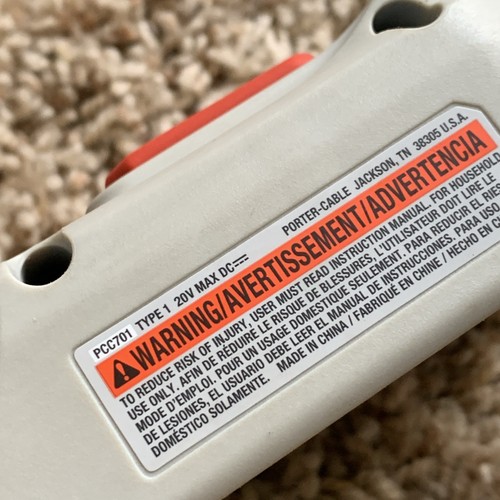 PORTER-CABLE JACKSON, TN 38305 U.S.A.
PCC701 TYPE 1 20V MAX DC
WARNING/AVERTISSEMENT/ADVERTENCIA
TO REDUCE RISK OF INJURY, USER MUST READ INSTRUCTION MANUAL. FOR HOUSEHOLD
USE ONLY. AFIN DE RÉDUIRE LE RISQUE DE BLESSURES, L'UTILISATEUR DOIT LIRE LE
MODE D'EMPLOI. POUR UN USAGE DOMESTIQUE SEULEMENT. PARA REDUCIR EL
DE LESIONES, EL USUARIO DEBE LEER EL MANUAL DE INSTRUCCIONES. PARA USO
DOMÉSTICO SOLAMENTE. MADE IN CHINA / FABRIQUÉ EN CHINE / HECHO EN